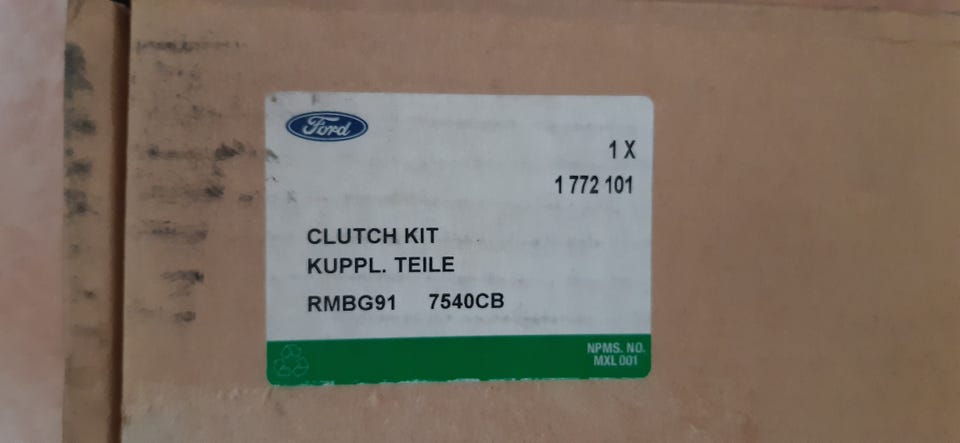 Ford
1 X
1 772 101
CLUTCH KIT
KUPPL. TEILE
RMBG91 7540CB
NPMS. NO.
MXL 001